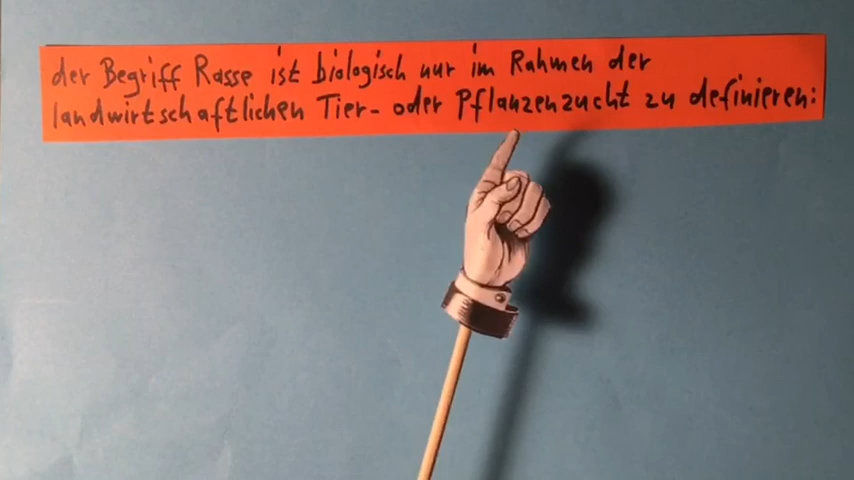 der Begriff Rasse ist biologisch nur im Rahmen der
landwirtschaftlichen Tier- oder Pflanzenzucht zu definieren: